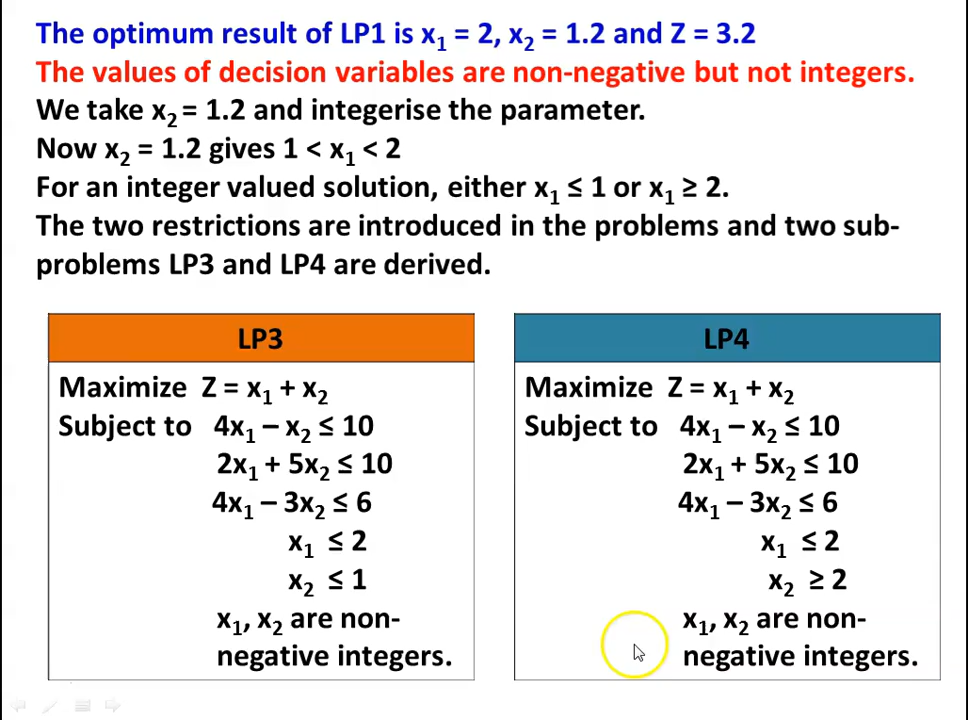 The optimum result of LP1 is x₁ = 2, x₂ = 1.2 and Z = 3.2
The values of decision variables are non-negative but not integers.
We take x₂ = 1.2 and integerise the parameter.
Now x₂ = 1.2 gives 1 < x₁ < 2
For an integer valued solution, either x₁ ≤ 1 or x₁ ≥ 2.
The two restrictions are introduced in the problems and two sub-
problems LP3 and LP4 are derived.
LP3
Maximize Z = x₁ + x₂
Subject to 4x₁ – x₂ ≤ 10
2x₁ + 5x₂ ≤ 10
4x₁ – 3x₂ ≤ 6
x₁ ≤ 2
x₂ ≤ 1
x₁, x₂ are non-
negative integers.
LP4
Maximize Z = x₁ + x₂
Subject to 4x₁ – x₂ ≤ 10
2x₁ + 5x₂ ≤ 10
4x₁ – 3x₂ ≤ 6
x₁ ≤ 2
x₂ ≥ 2
x₁, x₂ are non-
negative integers.